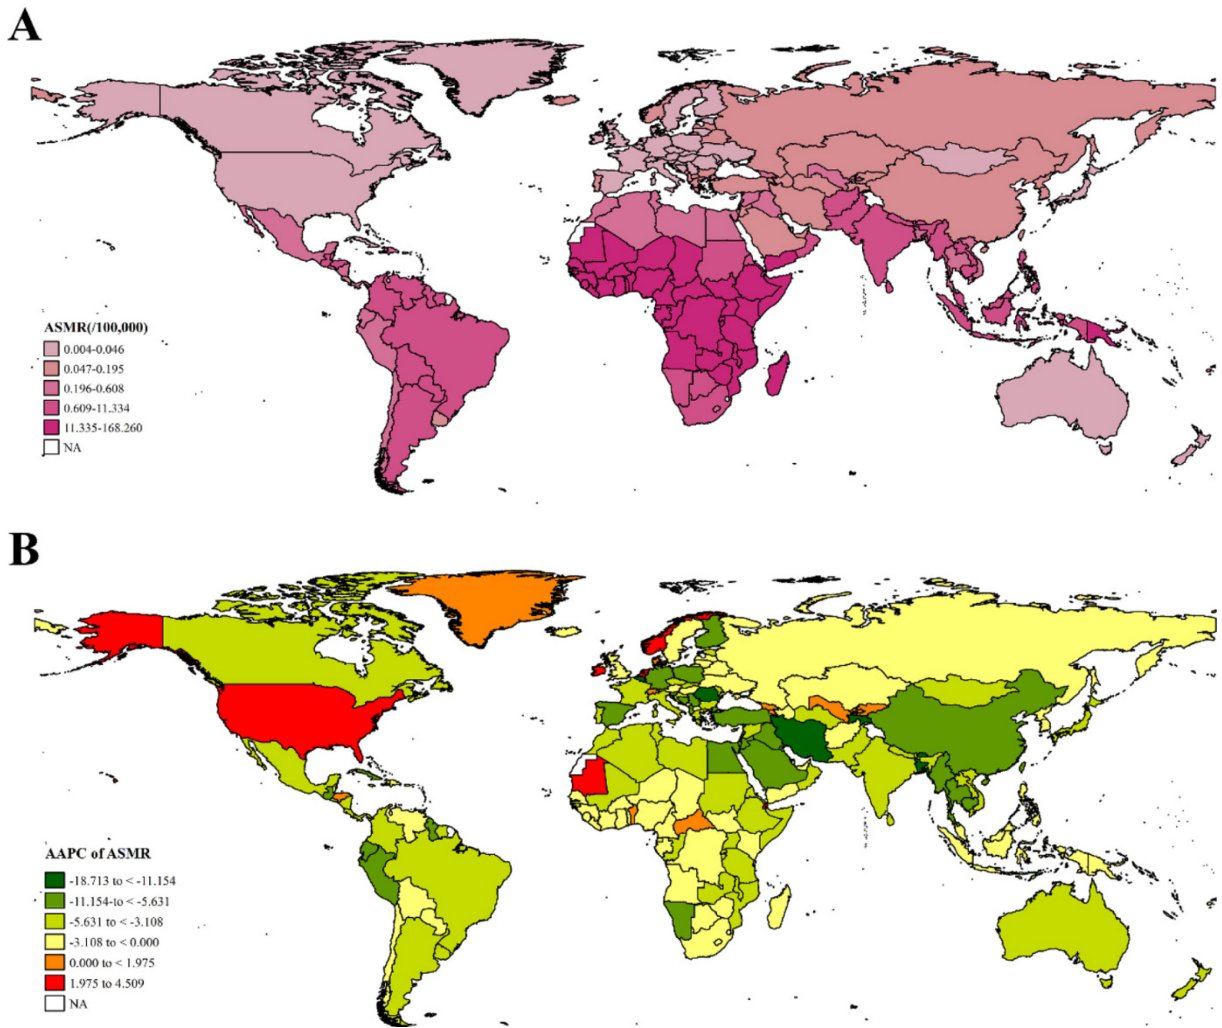 A
ASMR(/100,000)
0.004-0.046
0.047-0.195
0.196-0.608
0.609-11.334
11.335-168.260
NA
B
AAPC of ASMR
-18.713 to < -11.154
-11.154-to < -5.631
-5.631 to < -3.108
-3.108 to < 0.000
0.000 to < 1.975
1.975 to 4.509
NA